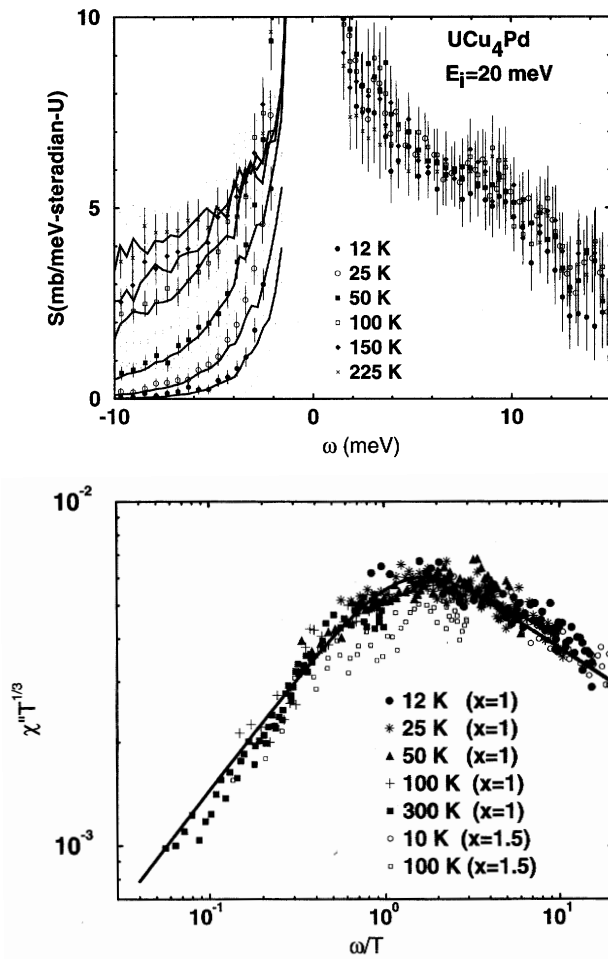 10
5
0
S(mb/meV-steradian-U)
UCu4Pd
Ei=20 meV
12 K
25 K
50 K
100 K
150 K
225 K
-10
0
10
ω (meV)
10-2
10-3
χ"T1/3
12 K (x=1)
25 K (x=1)
50 K (x=1)
100 K (x=1)
300 K (x=1)
10 K (x=1.5)
100 K (x=1.5)
10-1
100
101
ω/T